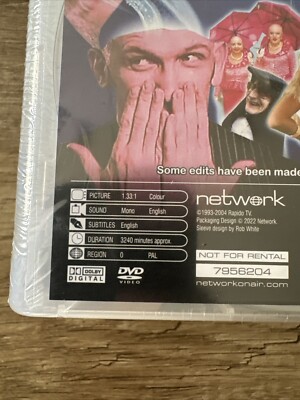 Some edits have been made
PICTURE 1.33:1 Colour
SOUND Mono English
SUBTITLES English
DURATION 3240 minutes approx.
REGION 0 PAL
DOLBY
DIGITAL
DVD
VIDEO
network
©1993-2004 Rapido TV.
Packaging Design © 2022 Network.
Sleeve design by Rob White
NOT FOR RENTAL
7956204
networkonair.com